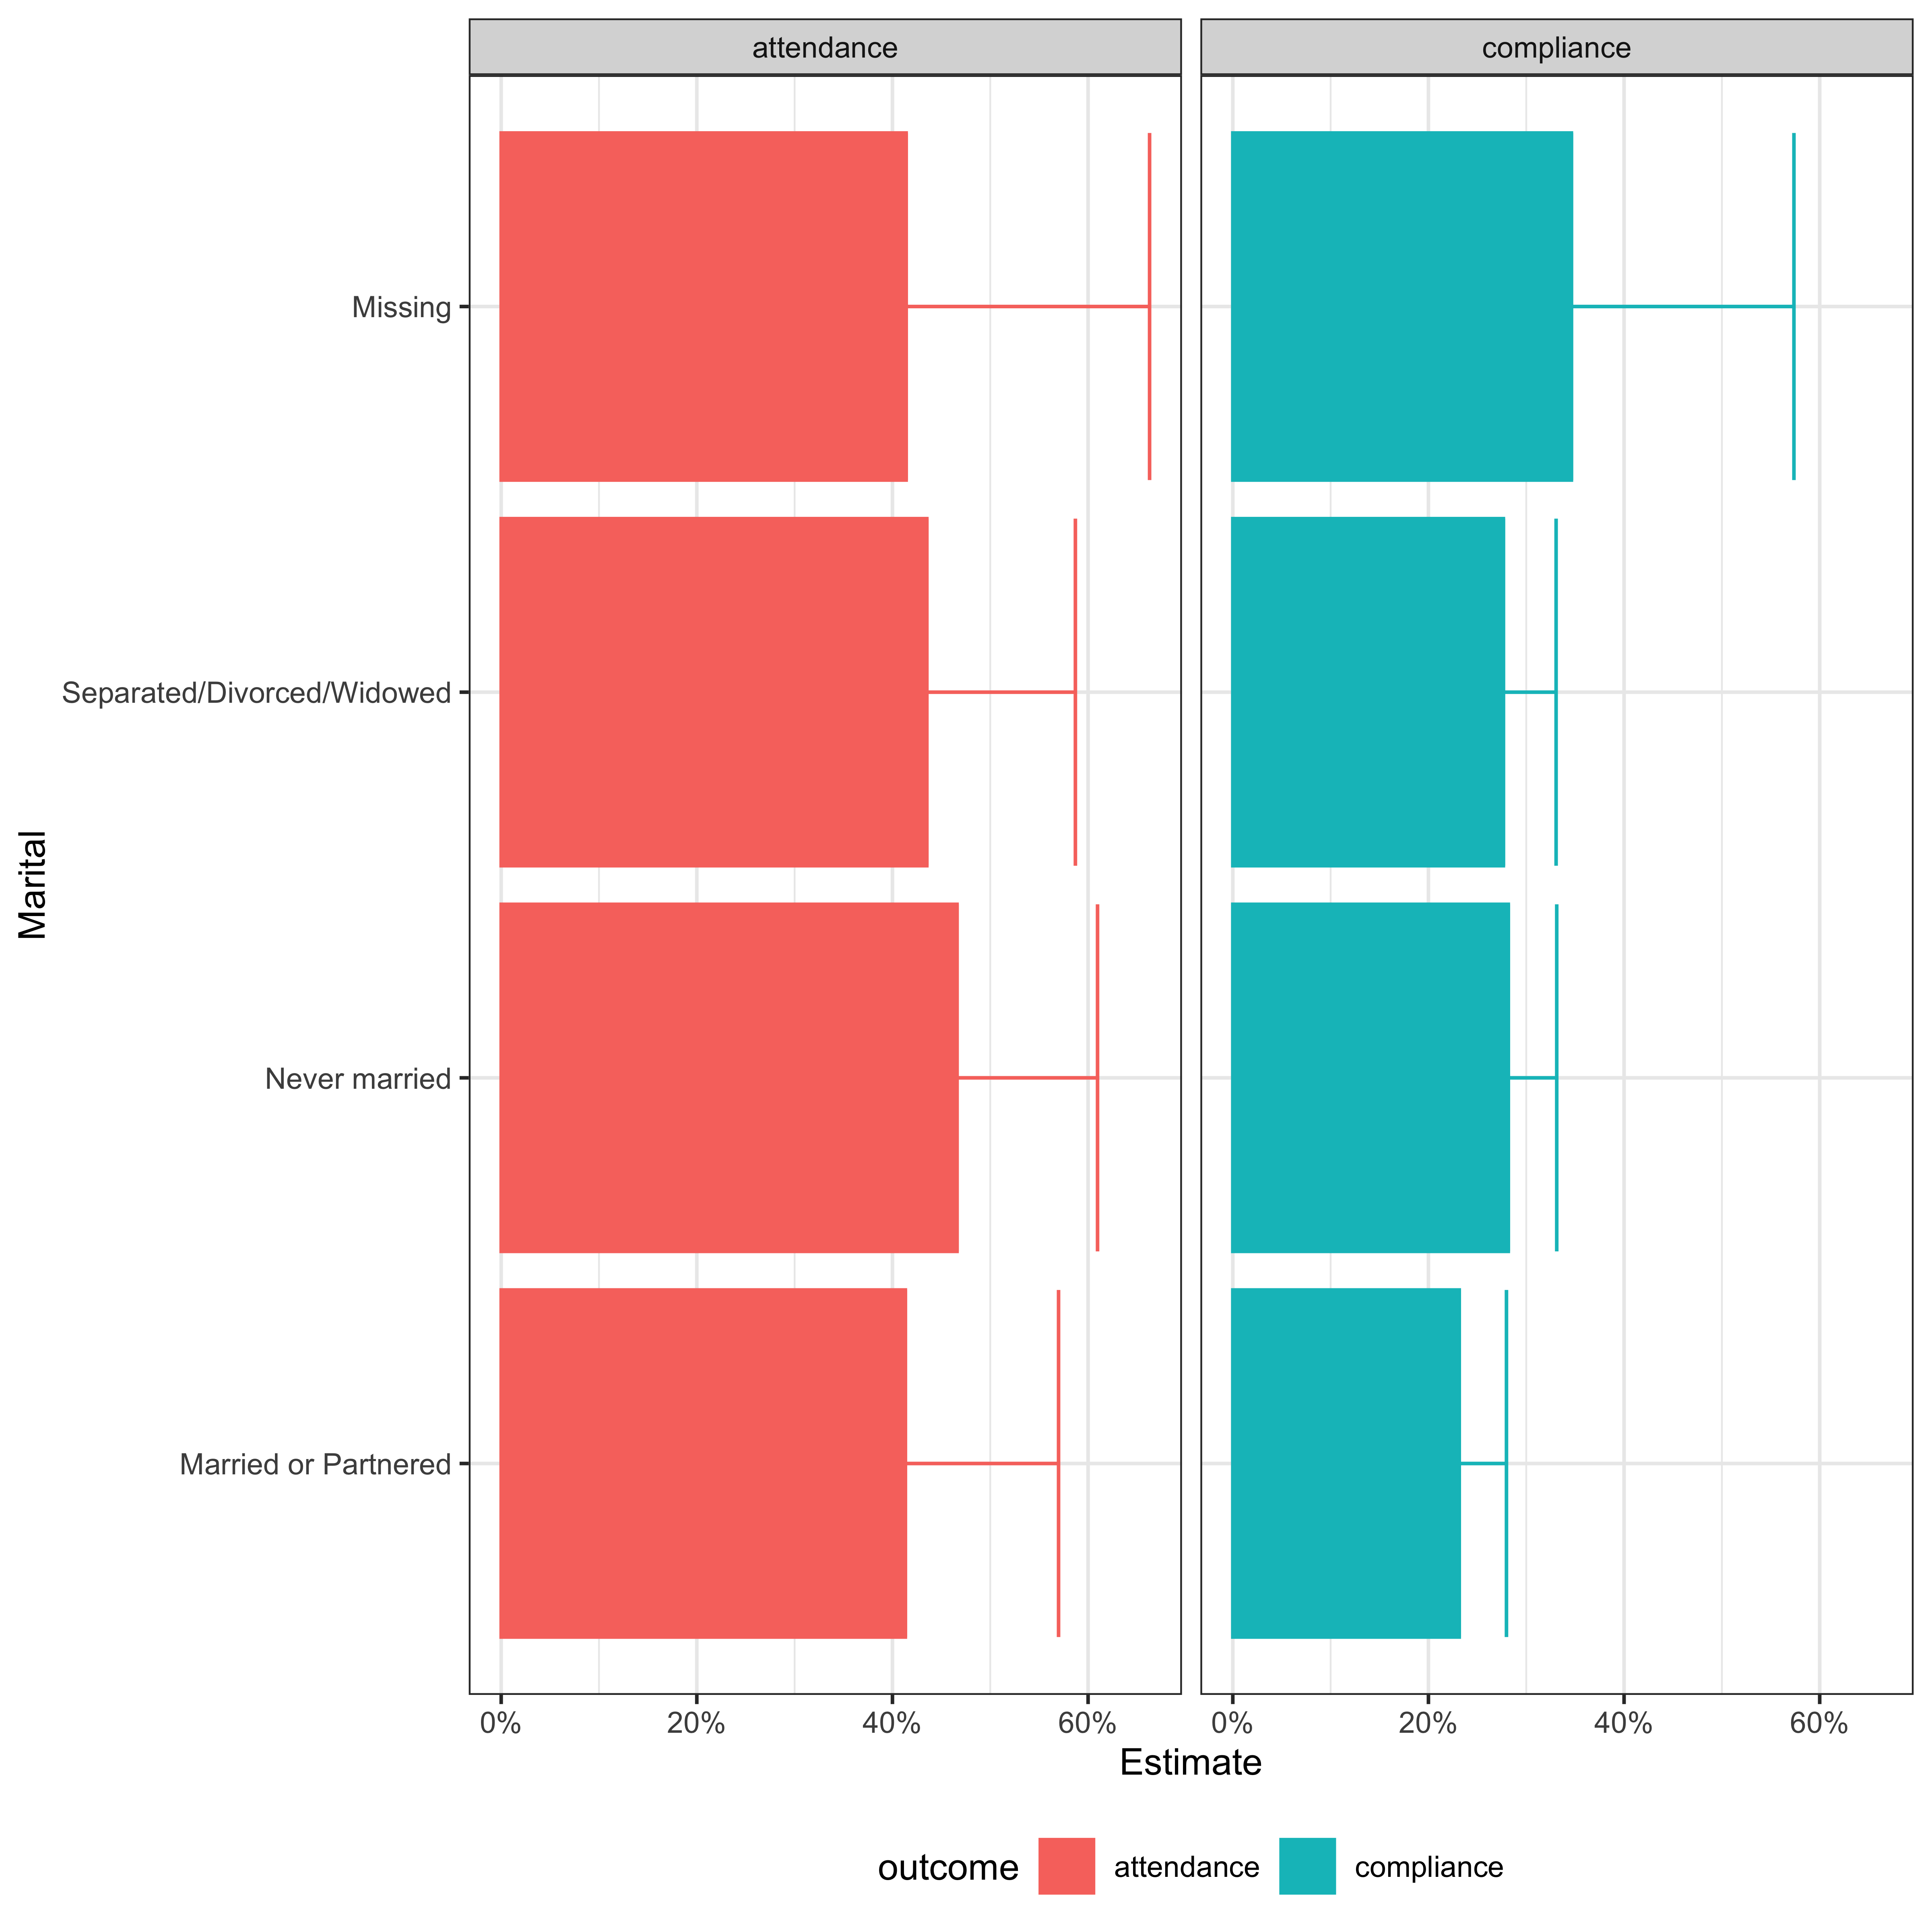 attendance compliance
Missing
Separated/Divorced/Widowed
Never married
Married or Partnered
Marital
0% 20% 40% 60% 0% 20% 40% 60%
Estimate
outcome attendance compliance